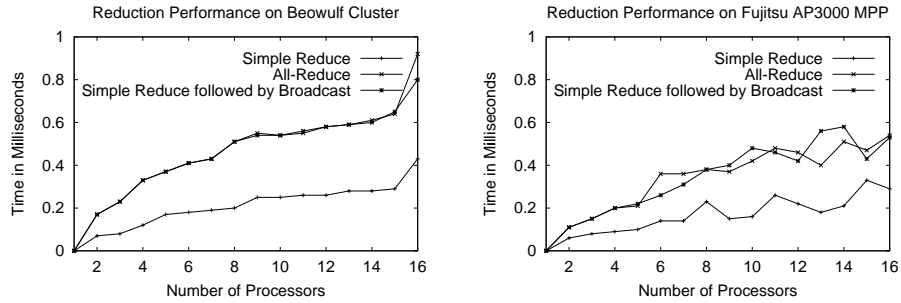 Reduction Performance on Beowulf Cluster
1
0.8
0.6
0.4
0.2
0
Time in Milliseconds
Simple Reduce
All-Reduce
Simple Reduce followed by Broadcast
2 4 6 8 10 12 14 16
Number of Processors
Reduction Performance on Fujitsu AP3000 MPP
1
0.8
0.6
0.4
0.2
0
Time in Milliseconds
Simple Reduce
All-Reduce
Simple Reduce followed by Broadcast
2 4 6 8 10 12 14 16
Number of Processors